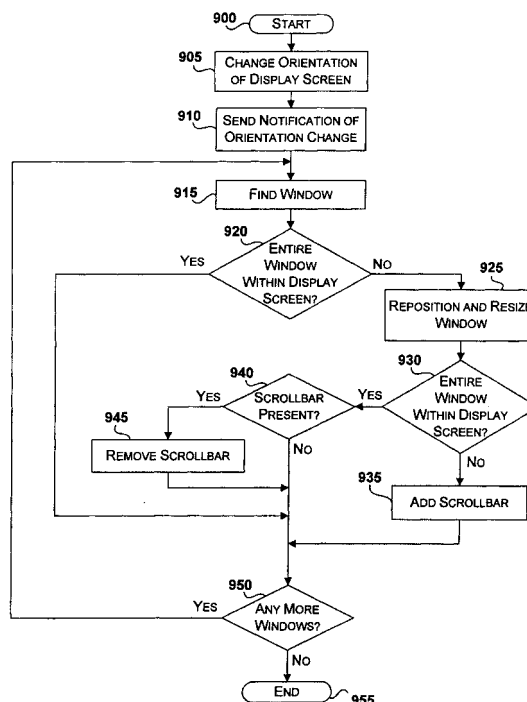 900
START
905
CHANGE ORIENTATION
OF DISPLAY SCREEN
910
SEND NOTIFICATION OF
ORIENTATION CHANGE
915
FIND WINDOW
920
YES
ENTIRE
WINDOW
WITHIN DISPLAY
SCREEN?
NO
925
REPOSITION AND RESIZE
WINDOW
930
ENTIRE
WINDOW
WITHIN DISPLAY
SCREEN?
YES
NO
940
SCROLLBAR
PRESENT?
YES
NO
945
REMOVE SCROLLBAR
935
ADD SCROLLBAR
950
YES
ANY MORE
WINDOWS?
NO
END
955